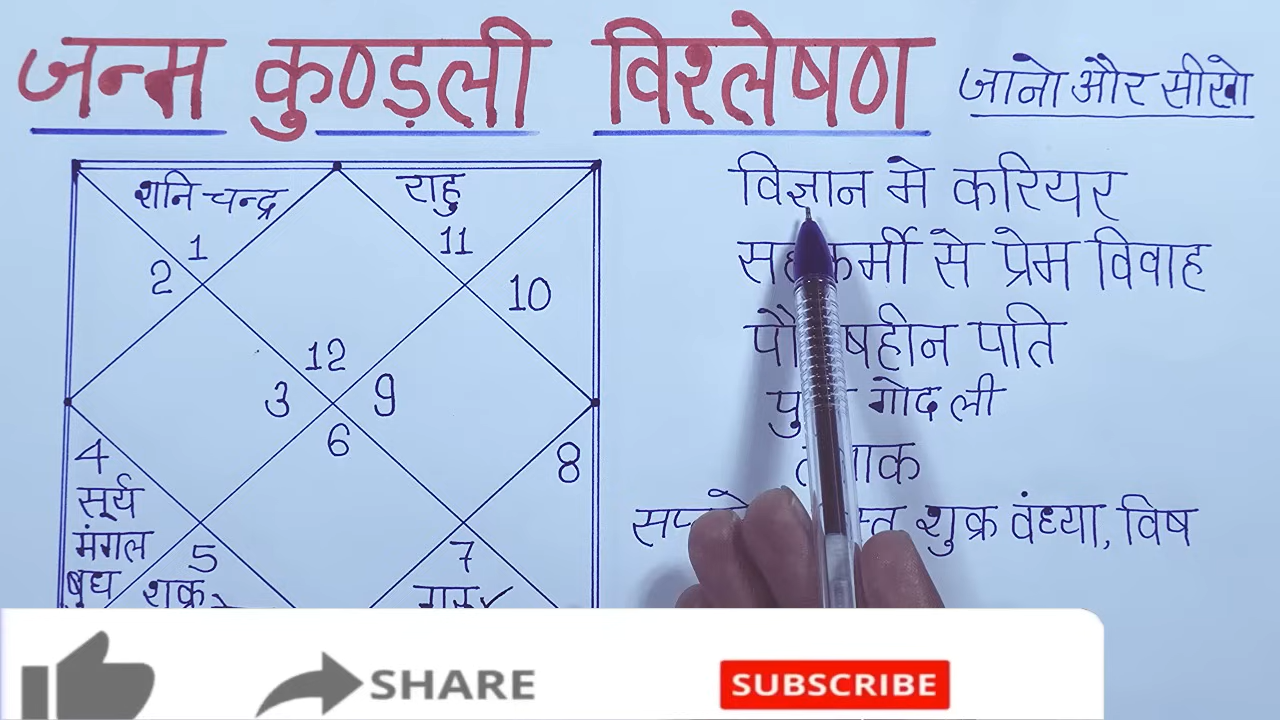 जन्म कुण्डली विश्लेषण
जानो और सीखो
शनि चन्द्र
राहु
1
11
2
10
12
3
9
6
4
8
सूर्य
मंगल
बुध
5
शुक्र
7
गुरु
विज्ञान मे करियर
से प्रेम विवाह
पति
गोद ली
शुक्र वंध्या, विष
SHARE
SUBSCRIBE